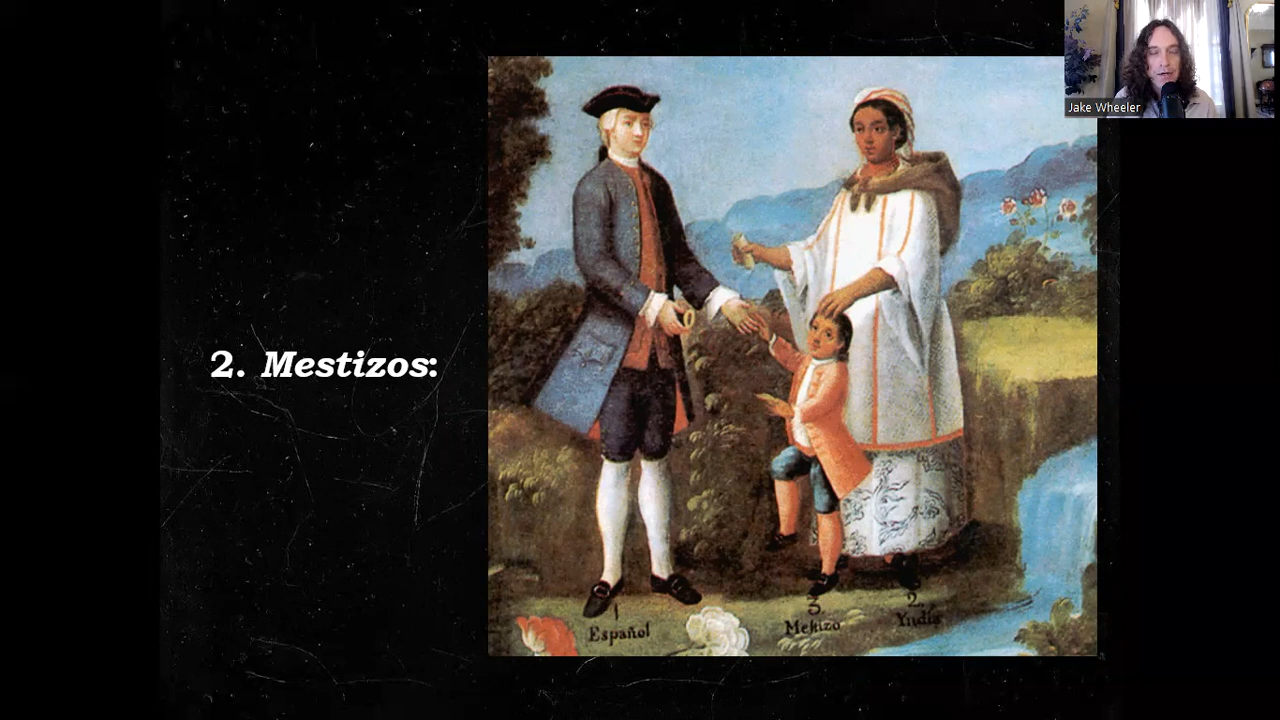 Jake Wheeler
2. Mestizos:
1
Español
3.
Mestizo
2.
Yndia